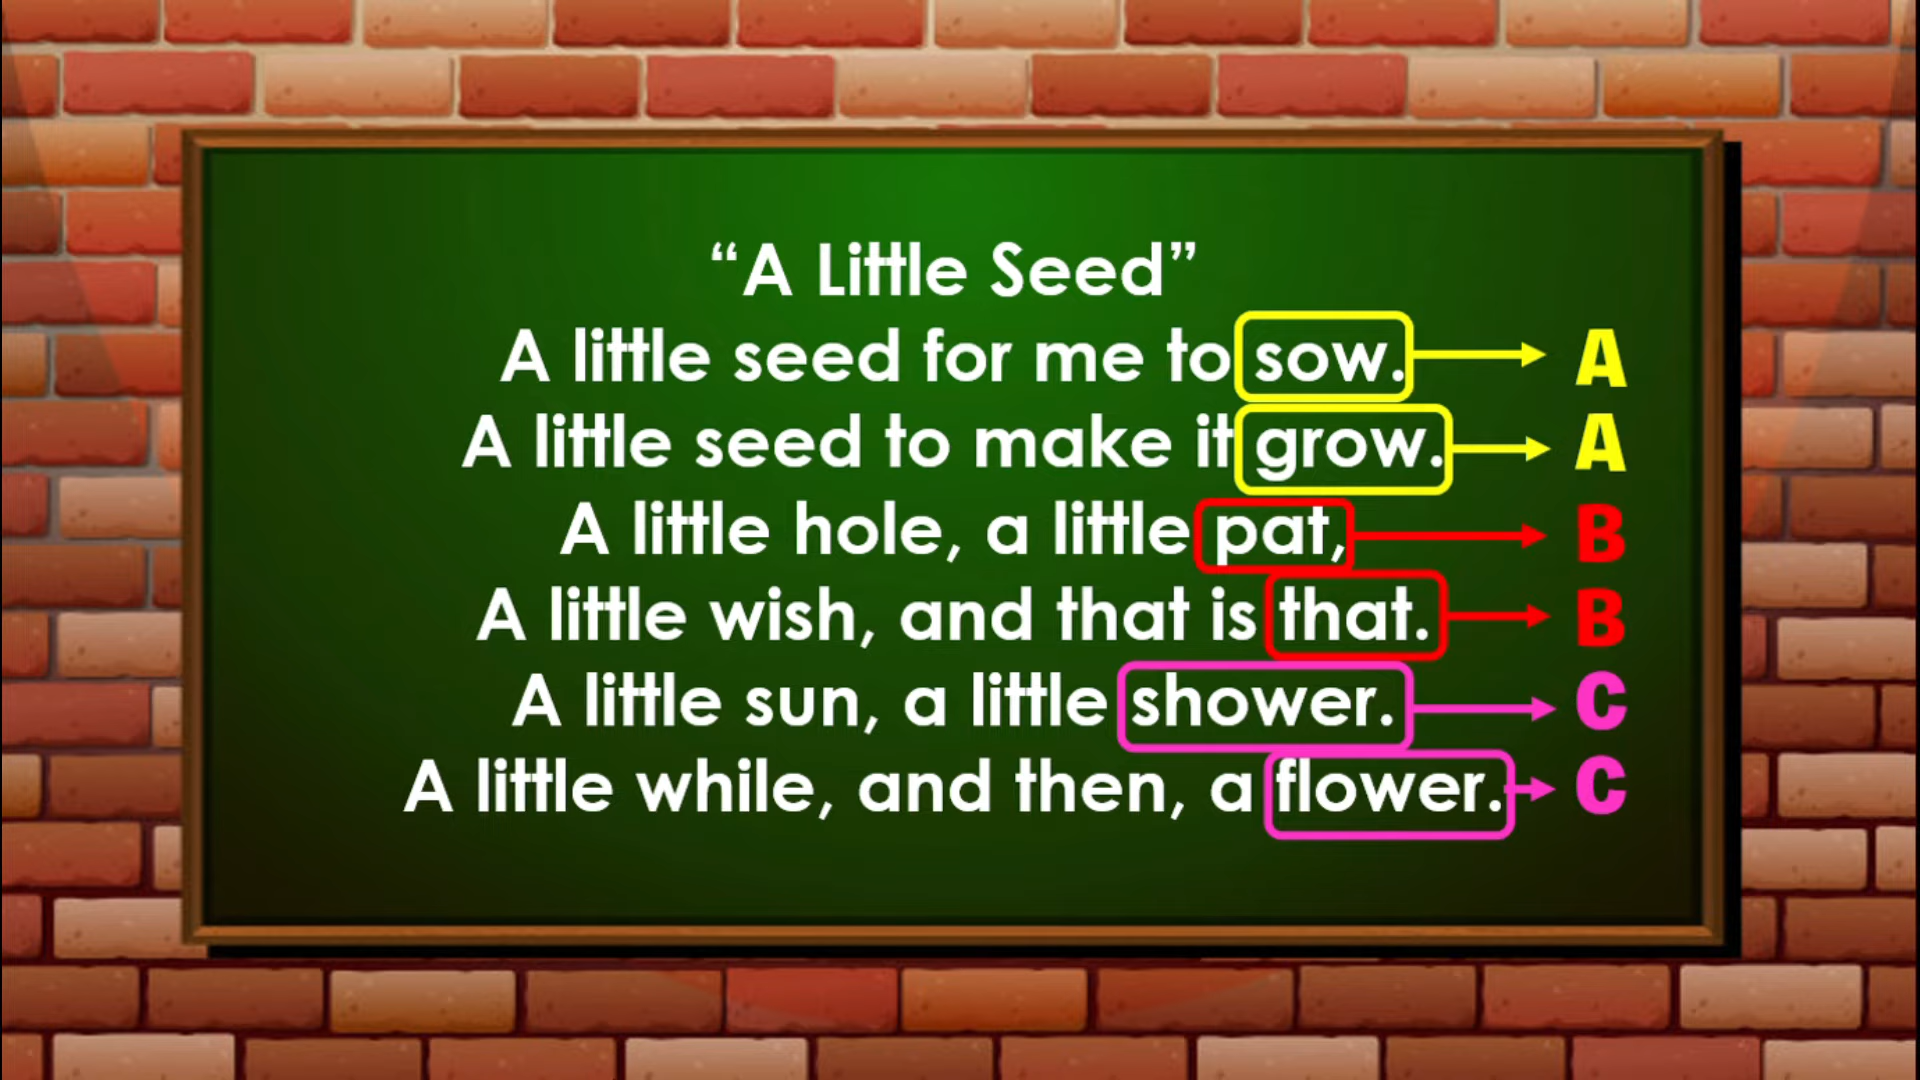 “A Little Seed”
A little seed for me to sow. A
A little seed to make it grow. A
A little hole, a little pat, B
A little wish, and that is that. B
A little sun, a little shower. C
A little while, and then, a flower. C